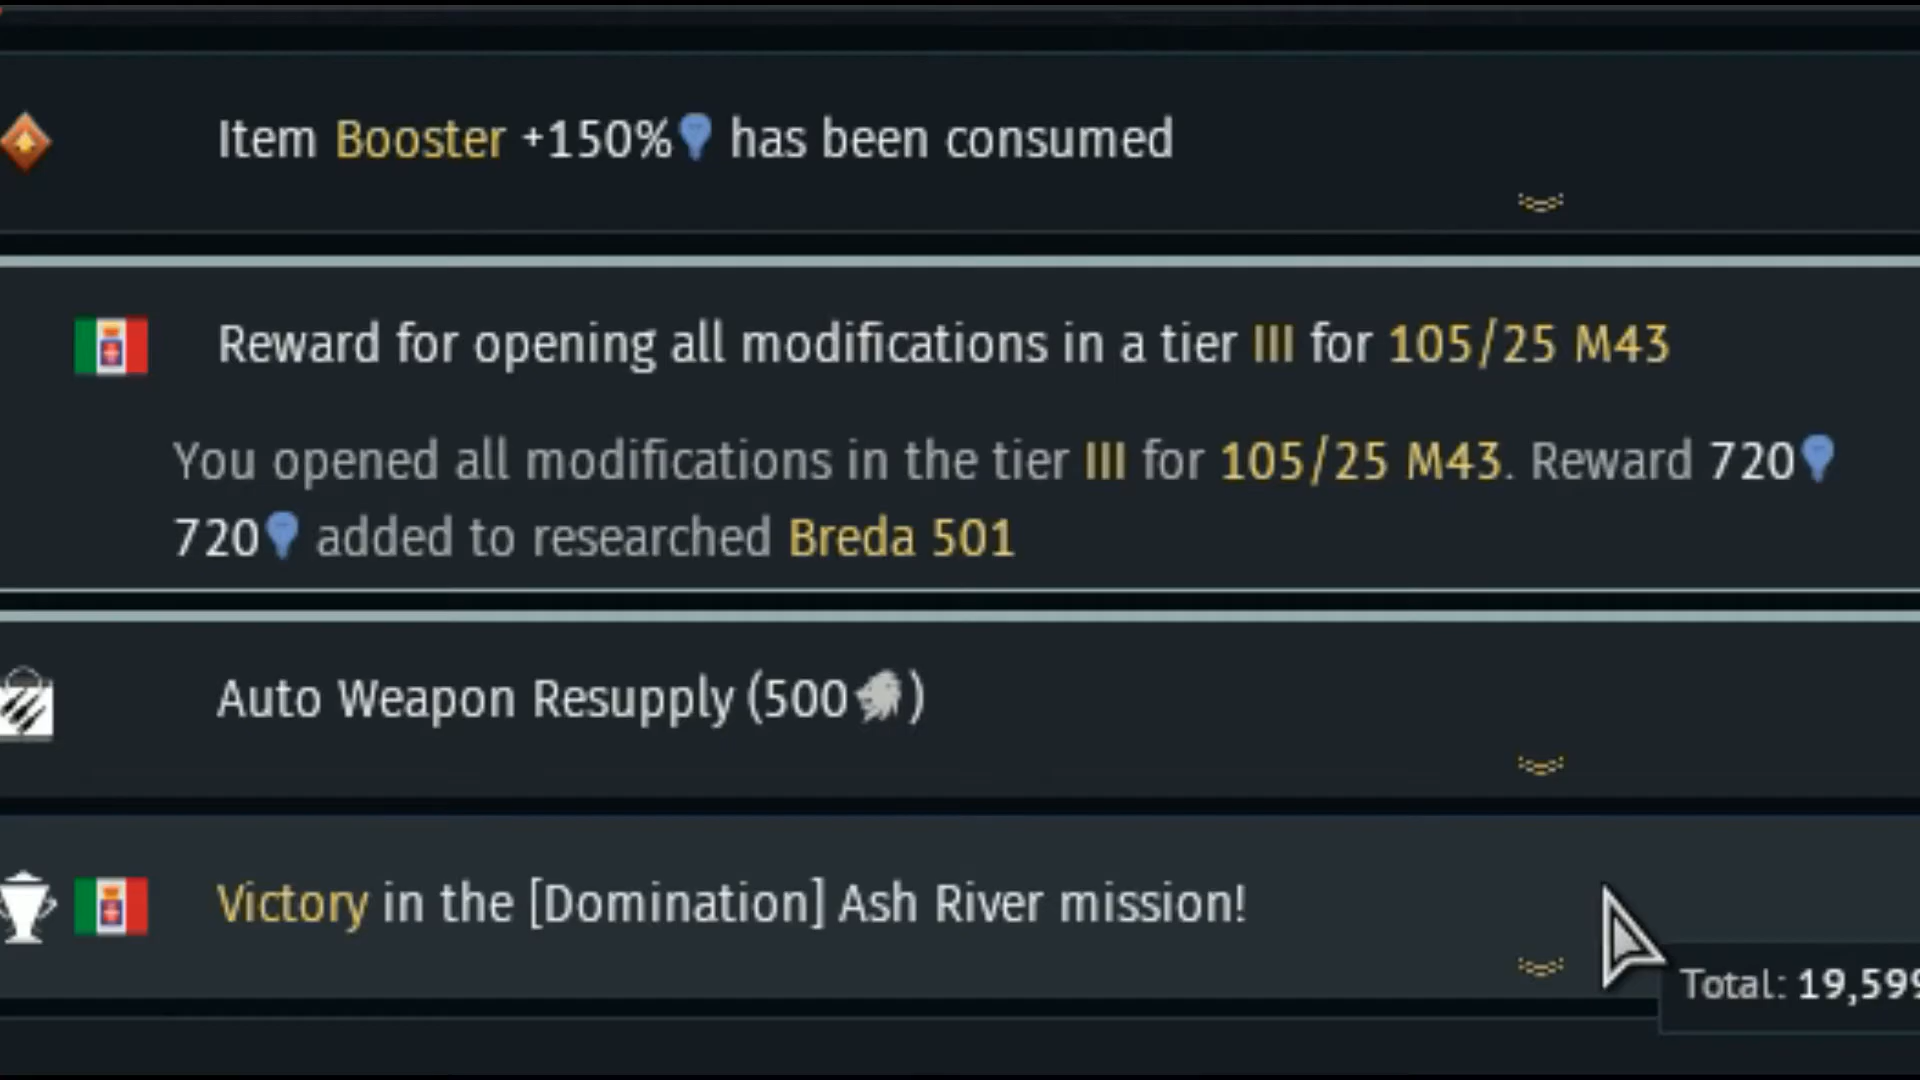 Item Booster +150% has been consumed
Reward for opening all modifications in a tier III for 105/25 M43
You opened all modifications in the tier III for 105/25 M43. Reward 720
720 added to researched Breda 501
Auto Weapon Resupply (500)
Victory in the [Domination] Ash River mission!
Total: 19,599